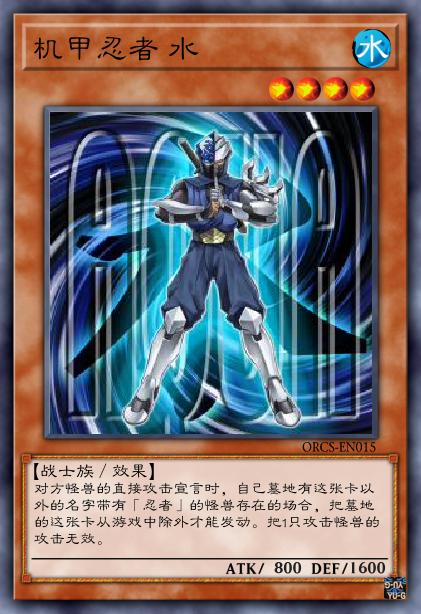 机甲忍者 水
水
AQUA
水
ORCS-EN015
【战士族／效果】
对方怪兽的直接攻击宣言时，自己墓地有这张卡以
外的名字带有「忍者」的怪兽存在的场合，把墓地
的这张卡从游戏中除外才能发动。把1只攻击怪兽的
攻击无效。
ATK/ 800 DEF/1600